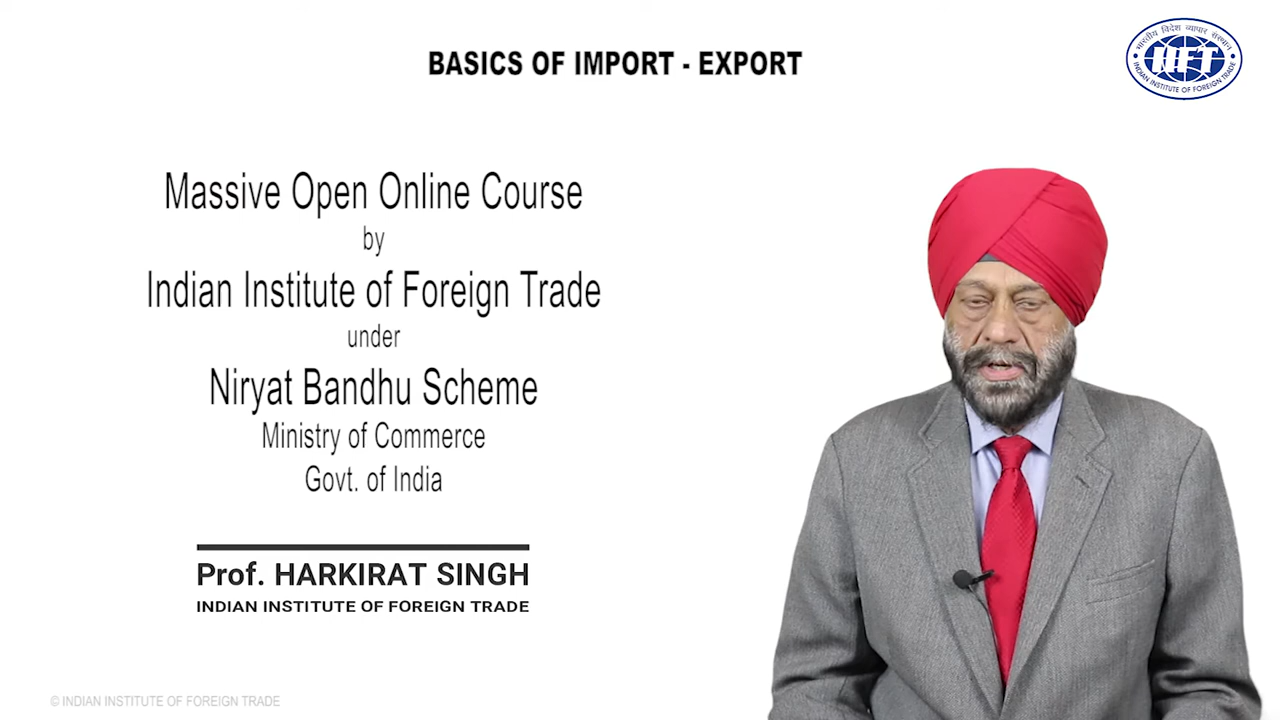 BASICS OF IMPORT - EXPORT
भारतीय विदेश व्यापार संस्थान
IIFT
INDIAN INSTITUTE OF FOREIGN TRADE
Massive Open Online Course
by
Indian Institute of Foreign Trade
under
Niryat Bandhu Scheme
Ministry of Commerce
Govt. of India
Prof. HARKIRAT SINGH
INDIAN INSTITUTE OF FOREIGN TRADE
© INDIAN INSTITUTE OF FOREIGN TRADE